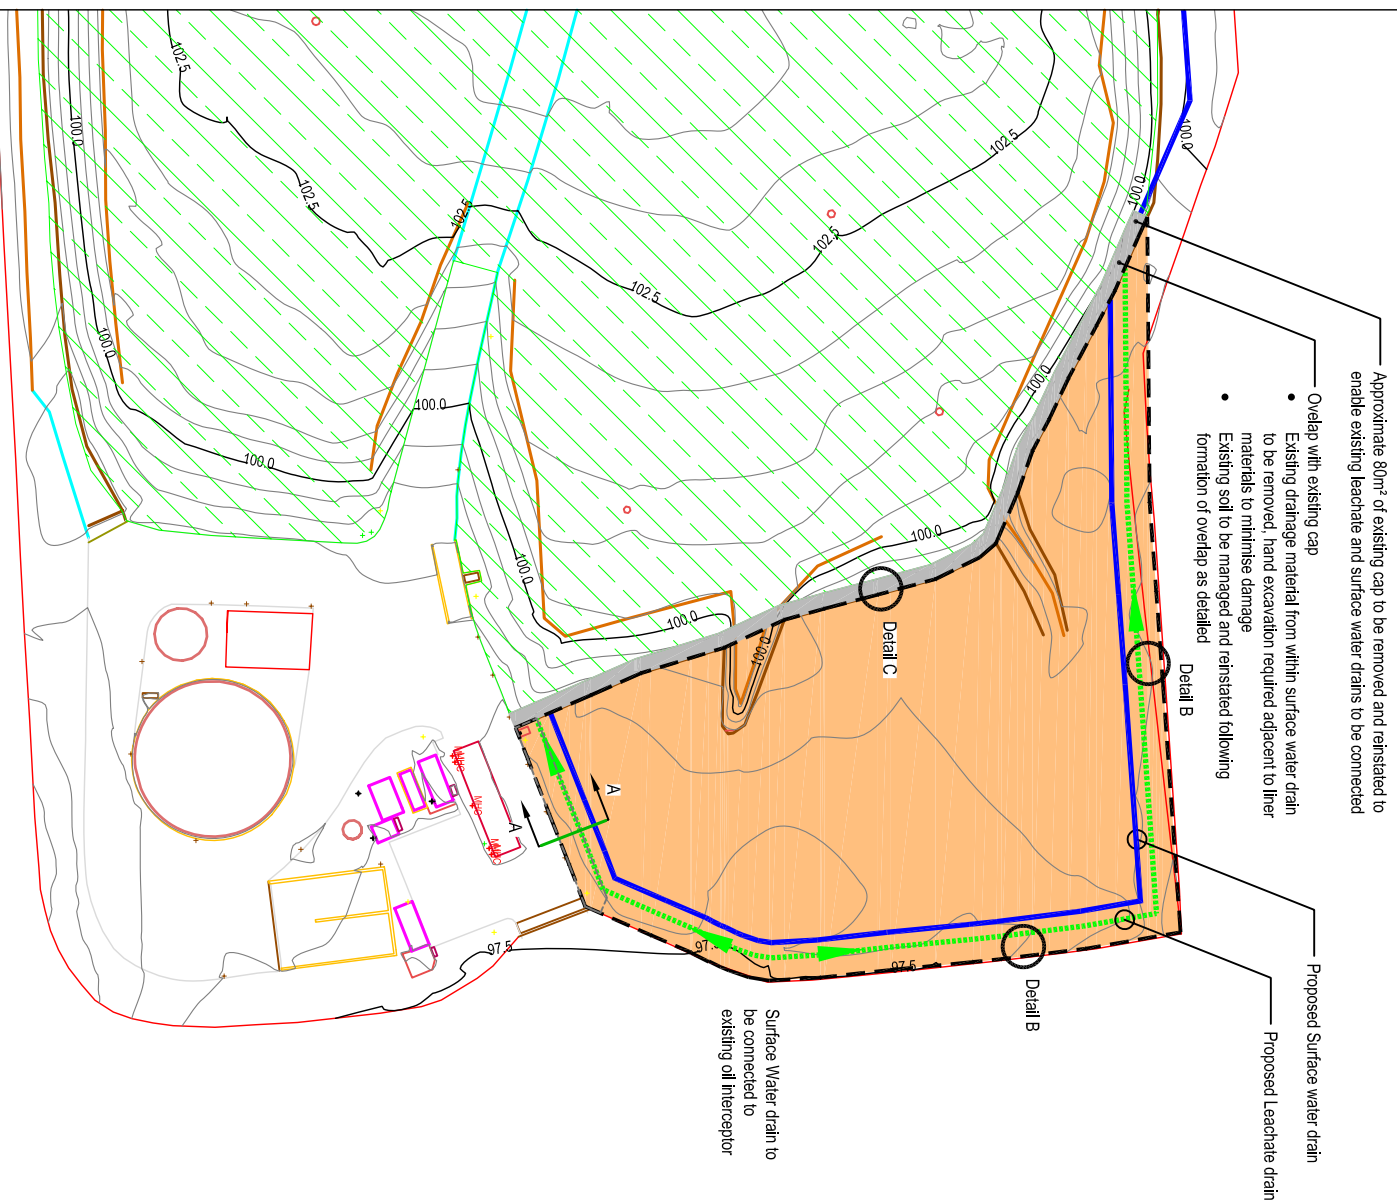 Approximate 80m² of existing cap to be removed and reinstated to
enable existing leachate and surface water drains to be connected
Ovelap with existing cap
• Existing drainage material from within surface water drain
to be removed, hand excavation required adjacent to liner
materials to minimise damage
• Existing soil to be managed and reinstated following
formation of overlap as detailed
Proposed Surface water drain
Proposed Leachate drain
Detail B
Detail C
Detail B
Surface Water drain to
be connected to
existing oil interceptor
A
A
102.5
102.5
102.5
102.5
102.5
102.5
100.0
100.0
100.0
100.0
100.0
100.0
100.0
100.0
100.0
100.0
100.0
97.5
97.5
MHC